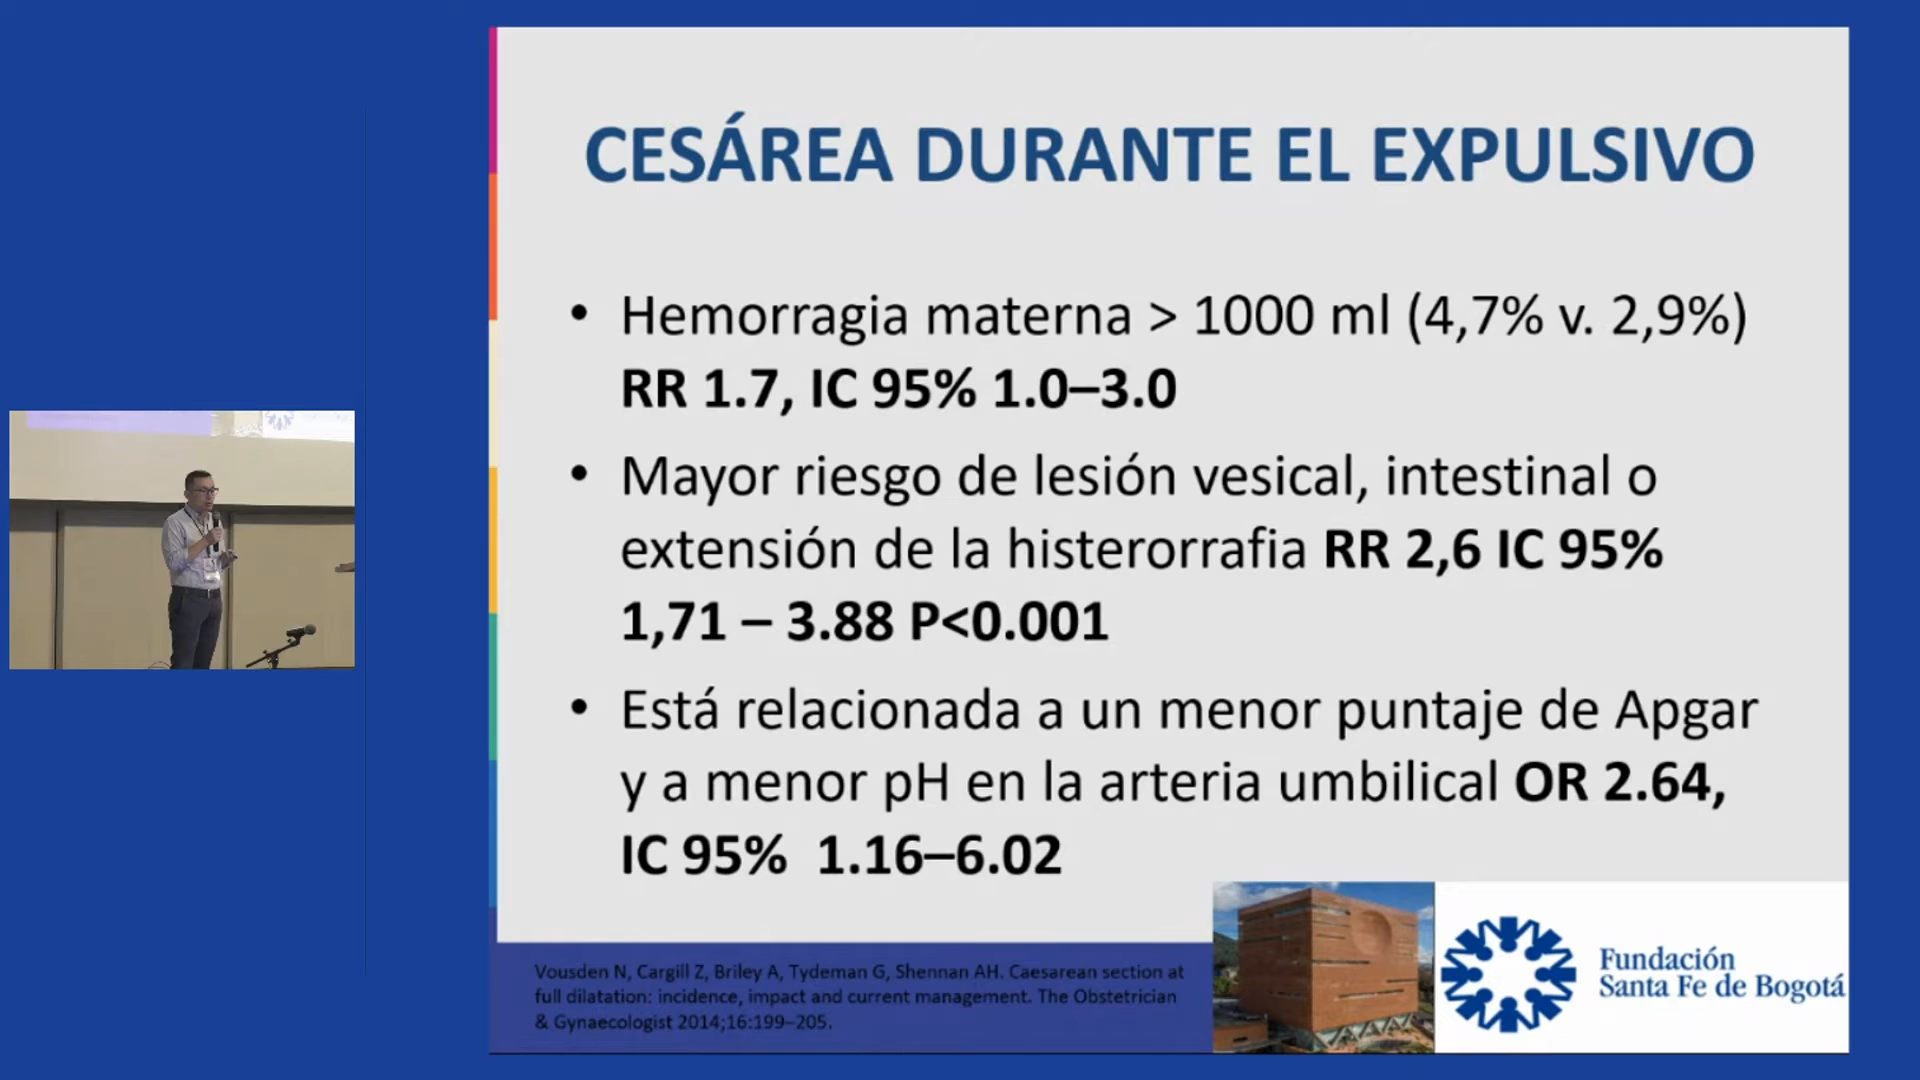 CESÁREA DURANTE EL EXPULSIVO
• Hemorragia materna > 1000 ml (4,7% v. 2,9%)
RR 1.7, IC 95% 1.0–3.0
• Mayor riesgo de lesión vesical, intestinal o
extensión de la histerorrafia RR 2,6 IC 95%
1,71 – 3.88 P<0.001
• Está relacionada a un menor puntaje de Apgar
y a menor pH en la arteria umbilical OR 2.64,
IC 95%  1.16–6.02
Vousden N, Cargill Z, Briley A, Tydeman G, Shennan AH. Caesarean section at
full dilatation: incidence, impact and current management. The Obstetrician
& Gynaecologist 2014;16:199–205.
Fundación
Santa Fe de Bogotá